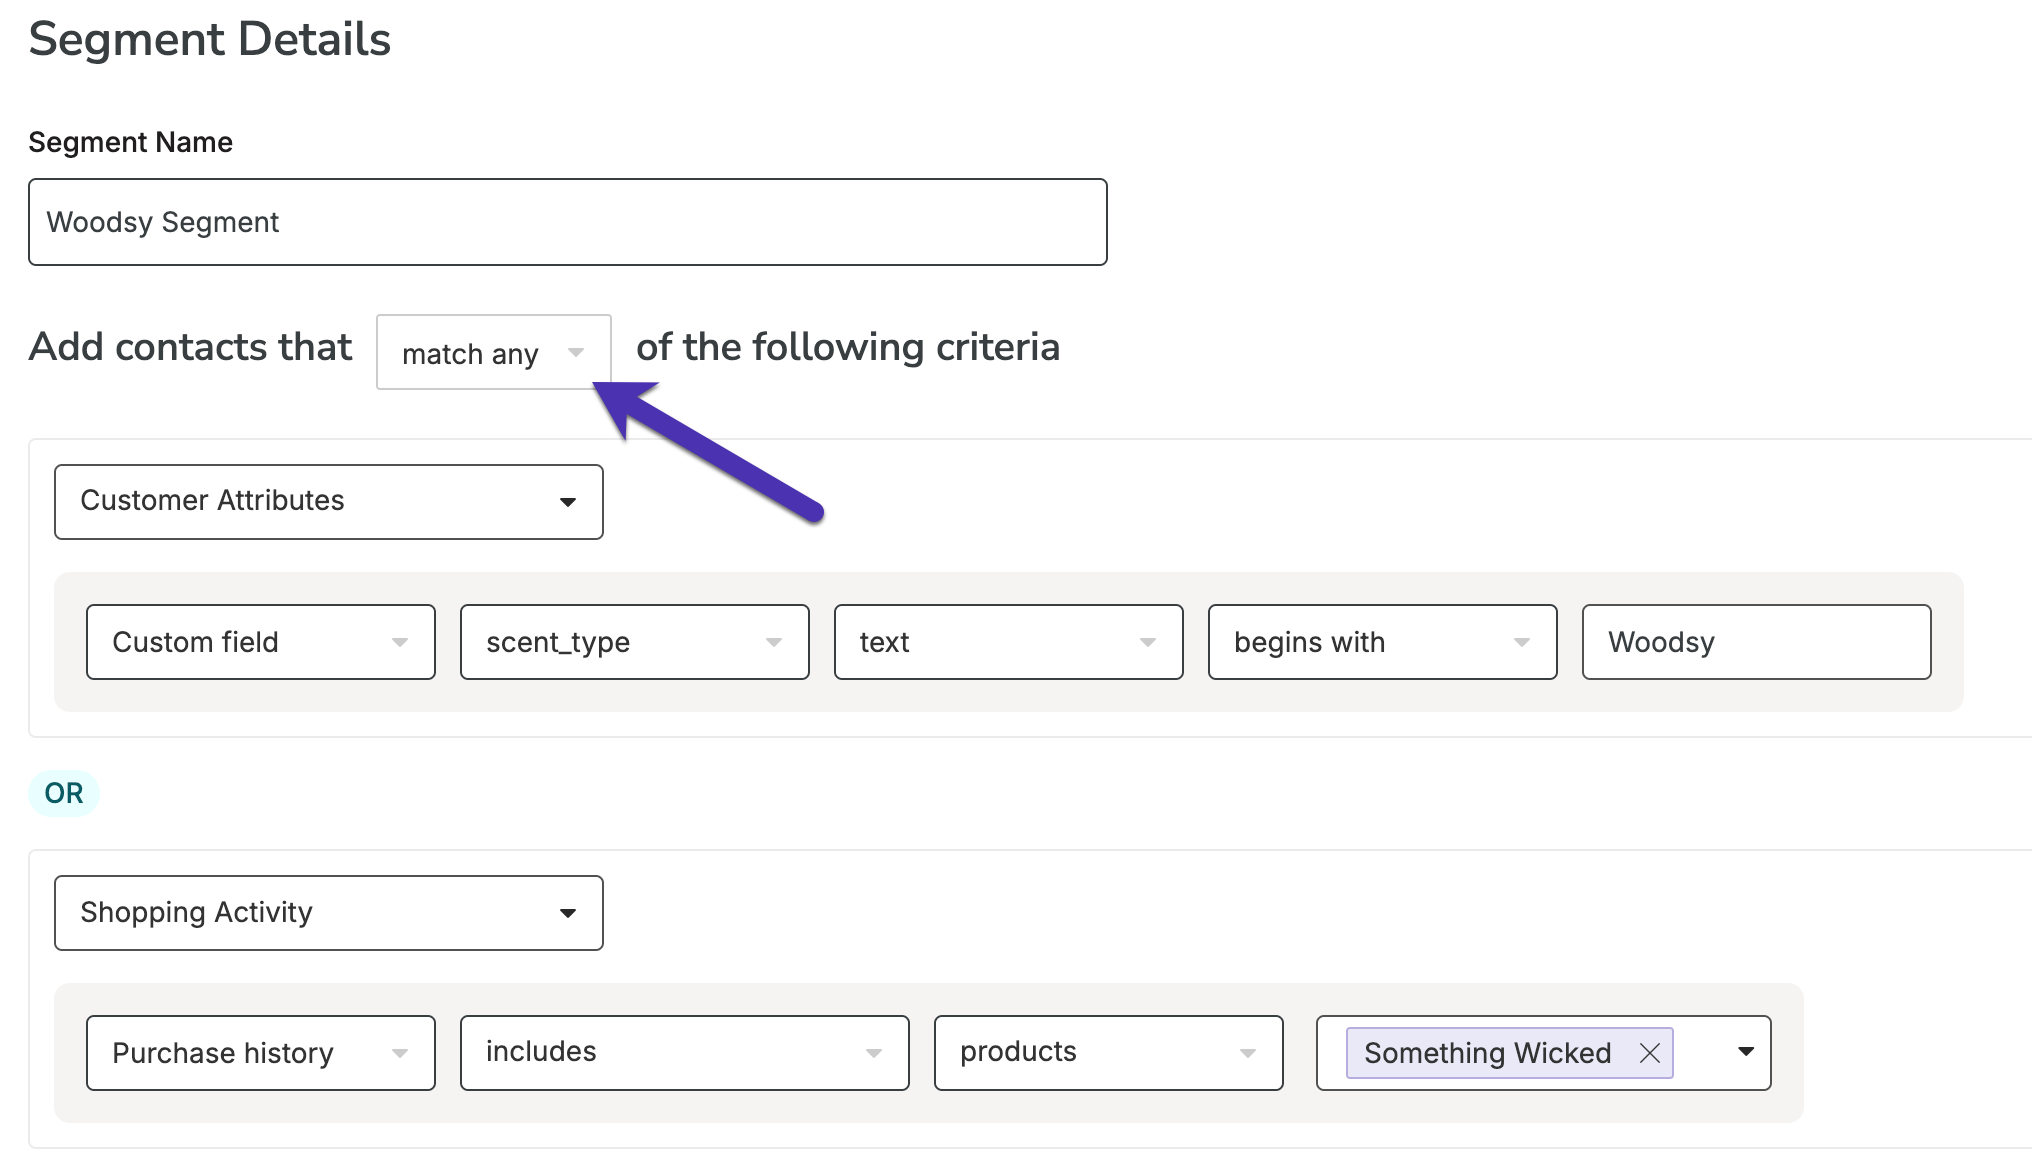 Segment Details
Segment Name
Woodsy Segment
Add contacts that match any of the following criteria
Customer Attributes
Custom field scent_type text begins with Woodsy
OR
Shopping Activity
Purchase history includes products Something Wicked